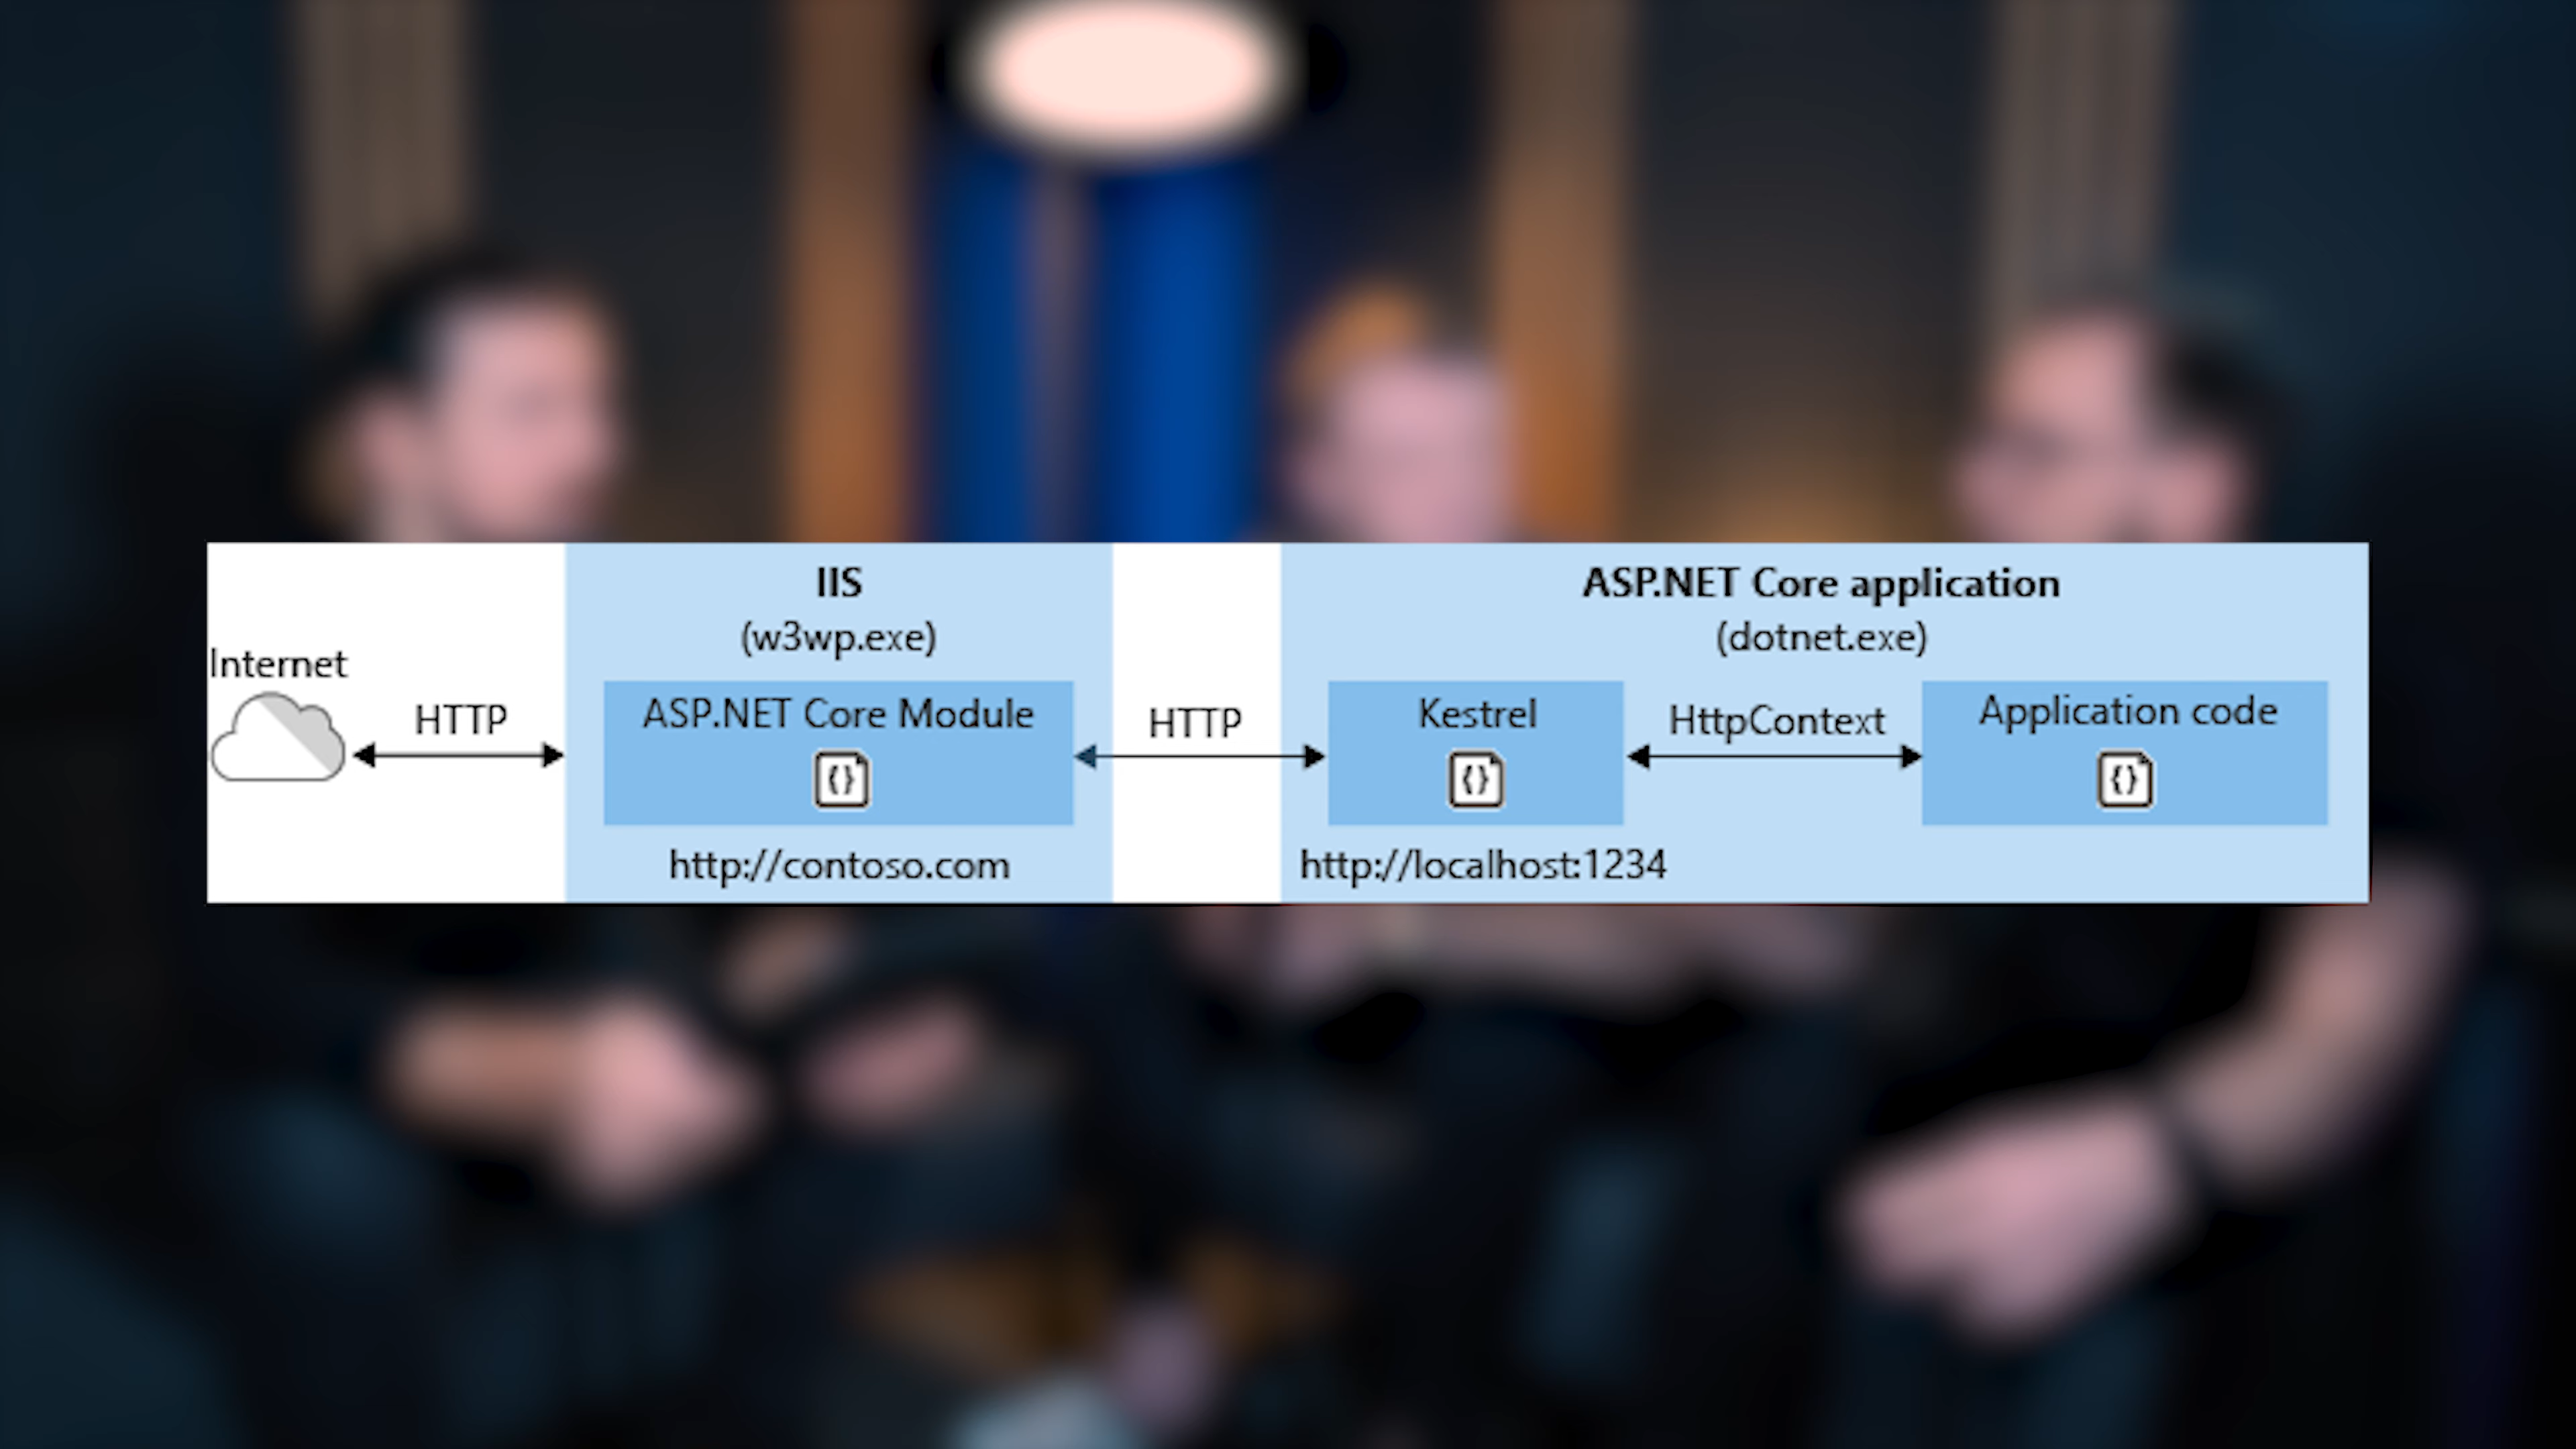 Internet
HTTP
IIS
(w3wp.exe)
ASP.NET Core Module
{}
http://contoso.com
HTTP
ASP.NET Core application
(dotnet.exe)
Kestrel
{}
http://localhost:1234
HttpContext
Application code
{}